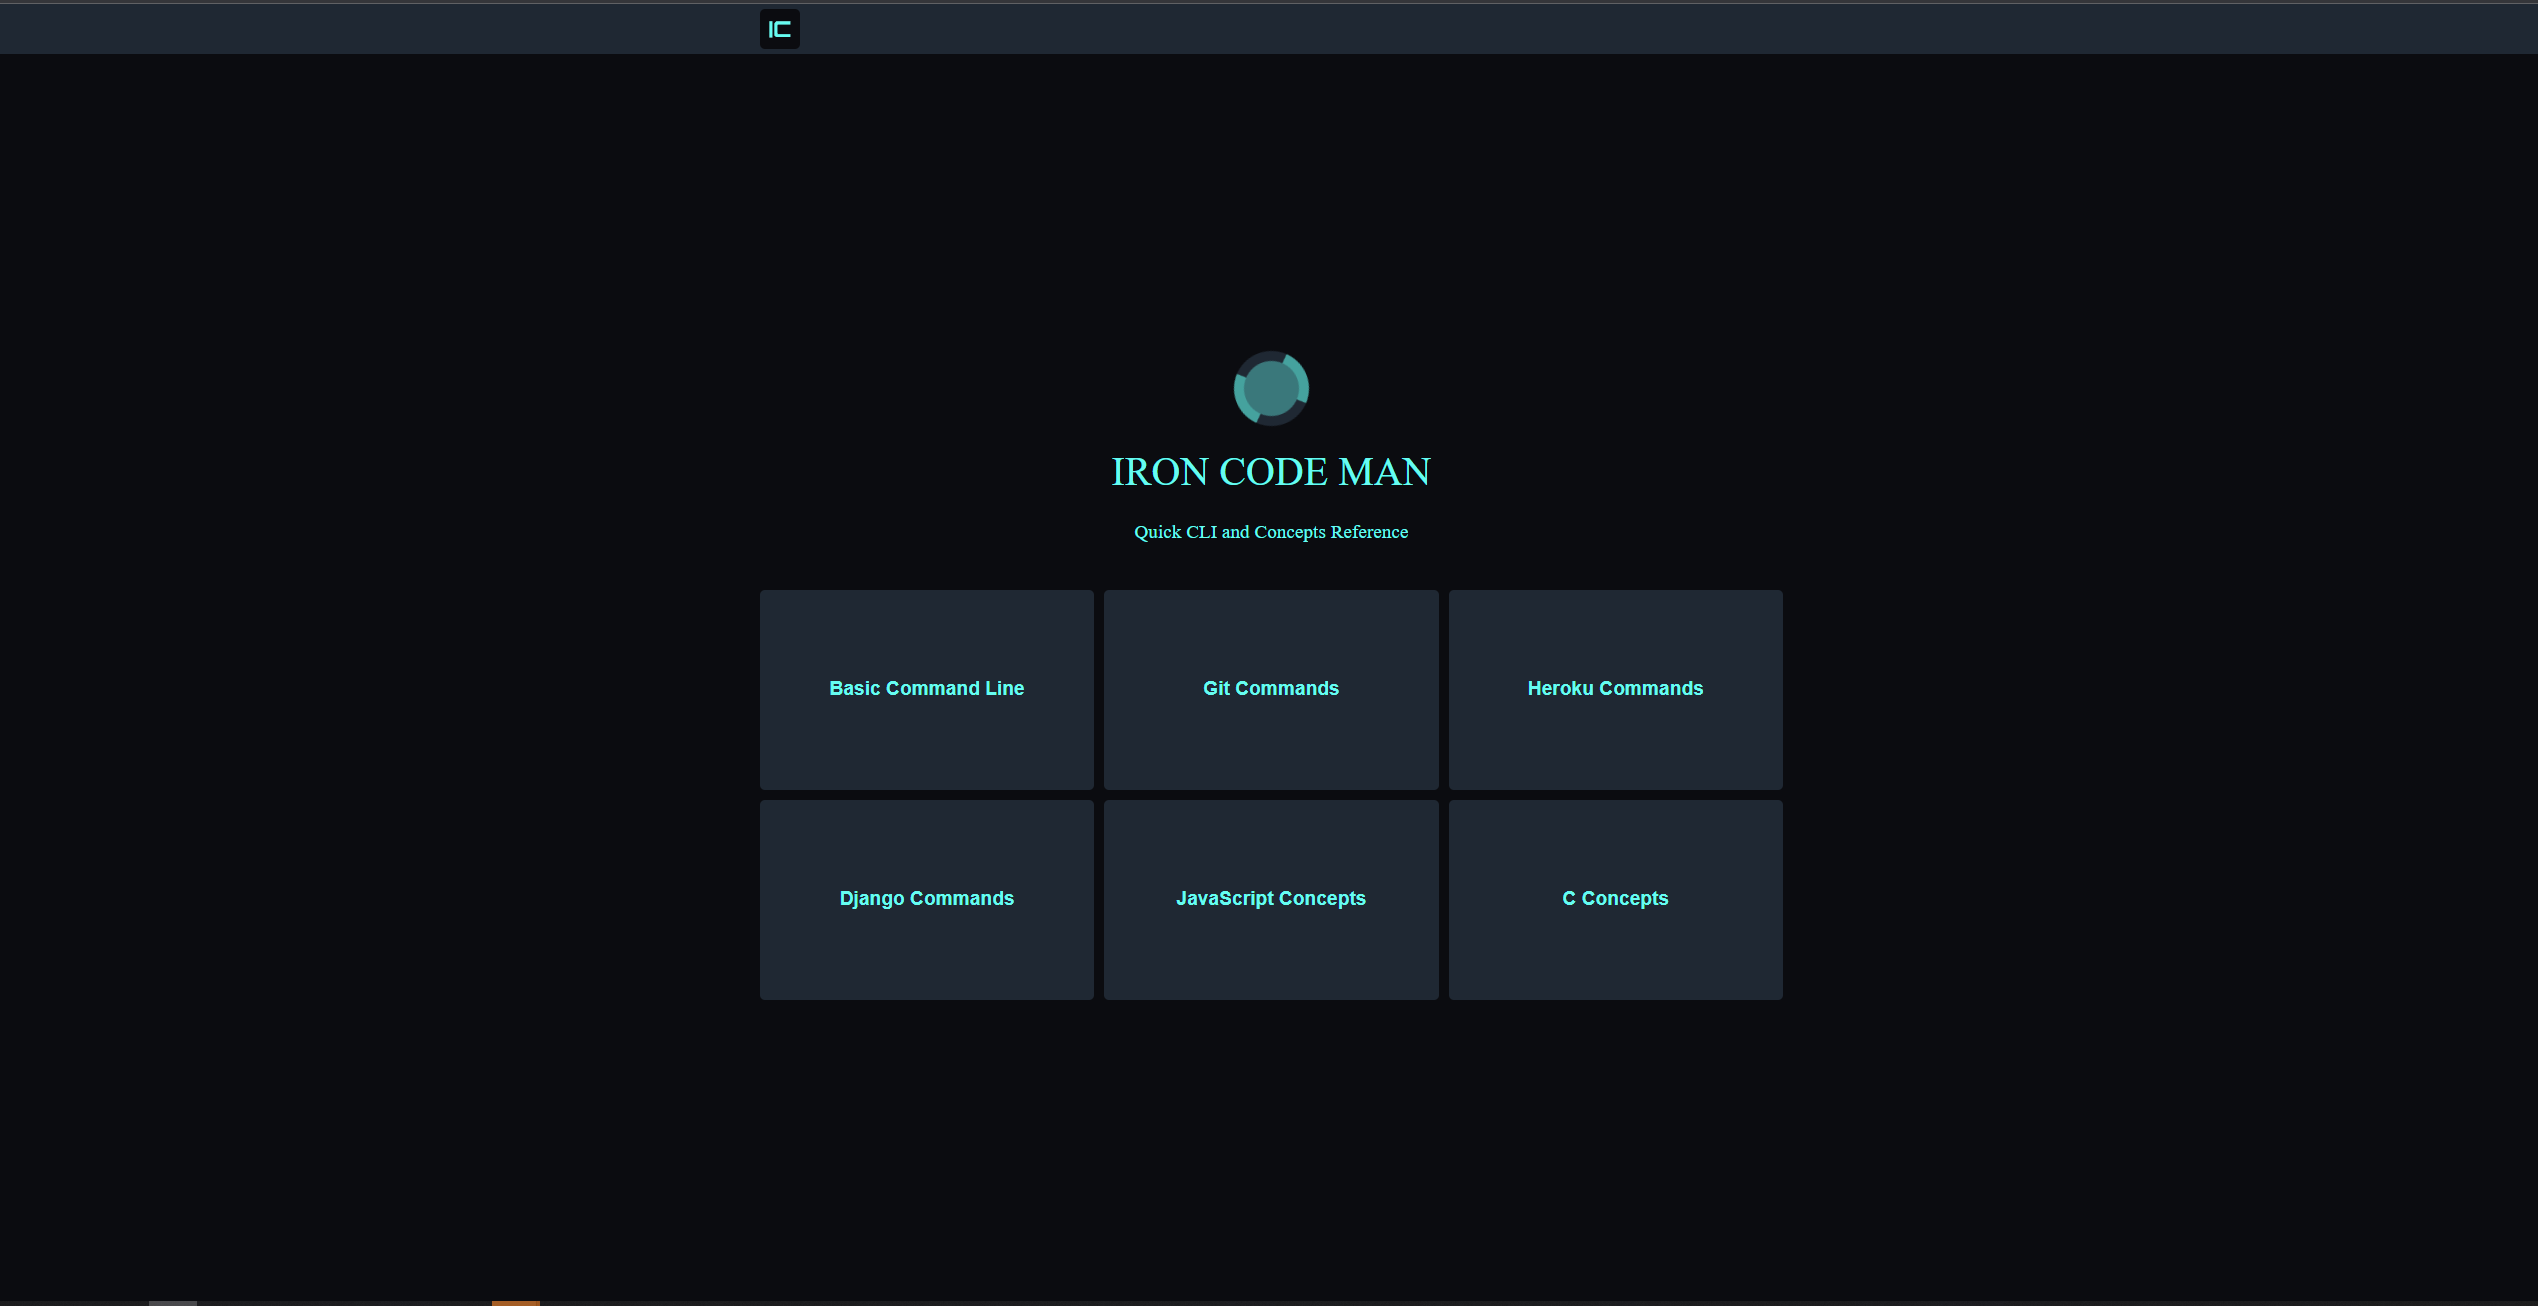 IC
IRON CODE MAN
Quick CLI and Concepts Reference
Basic Command Line
Git Commands
Heroku Commands
Django Commands
JavaScript Concepts
C Concepts